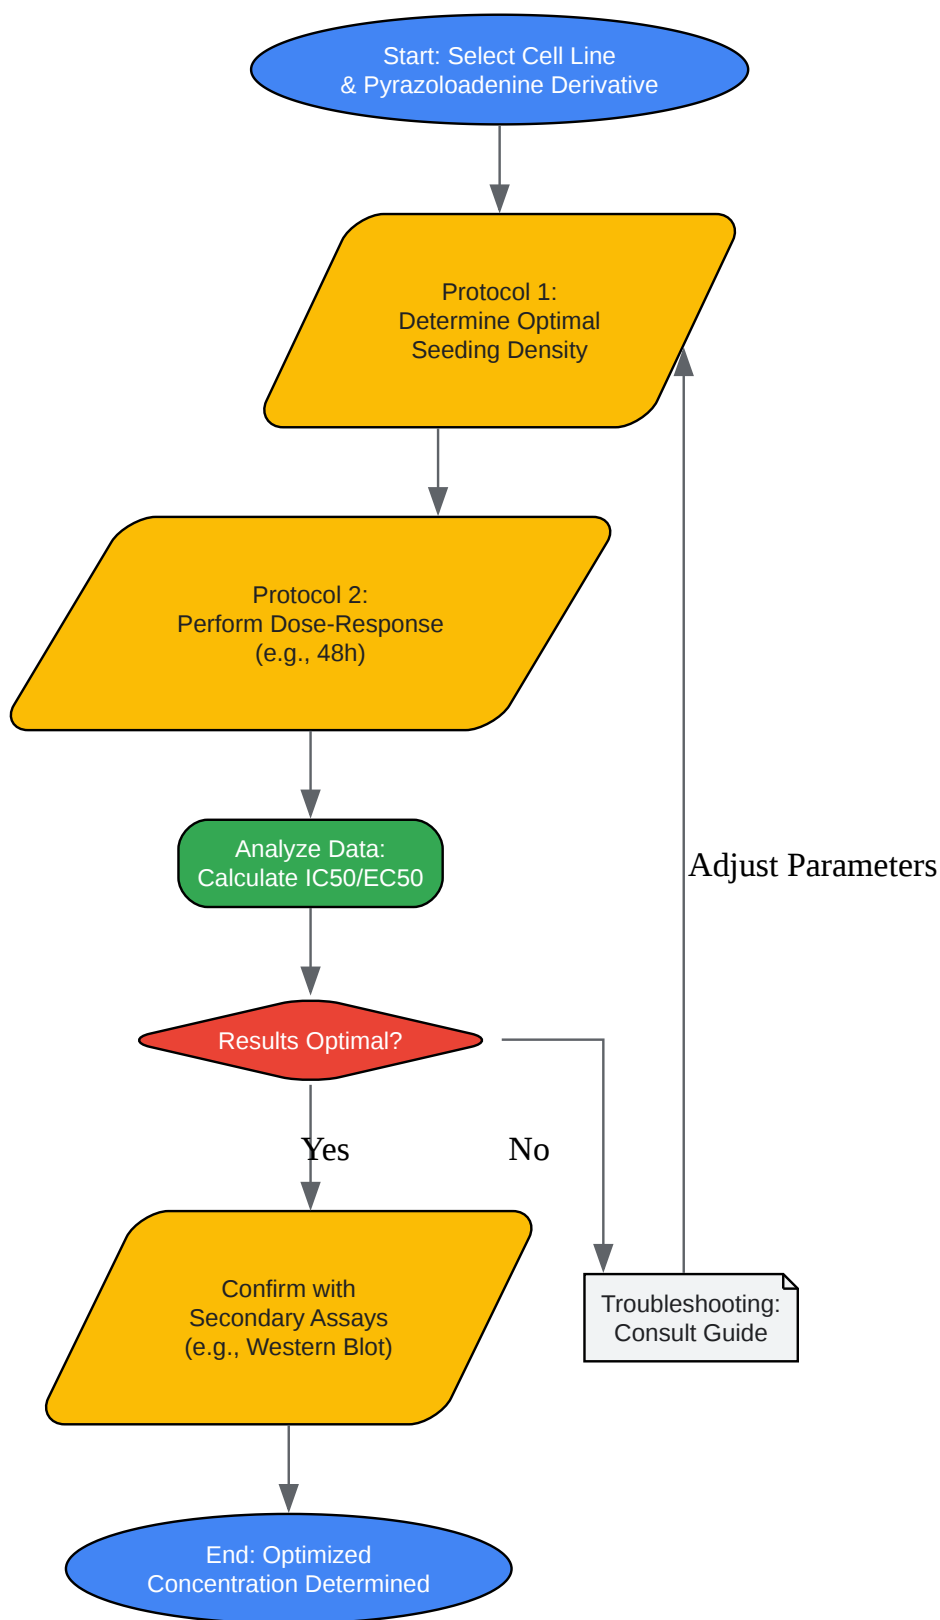 Start: Select Cell Line
& Pyrazoloadenine Derivative
Protocol 1:
Determine Optimal
Seeding Density
Protocol 2:
Perform Dose-Response
(e.g., 48h)
Analyze Data:
Calculate IC50/EC50
Adjust Parameters
Results Optimal?
Yes
No
Confirm with
Secondary Assays
(e.g., Western Blot)
Troubleshooting:
Consult Guide
End: Optimized
Concentration Determined